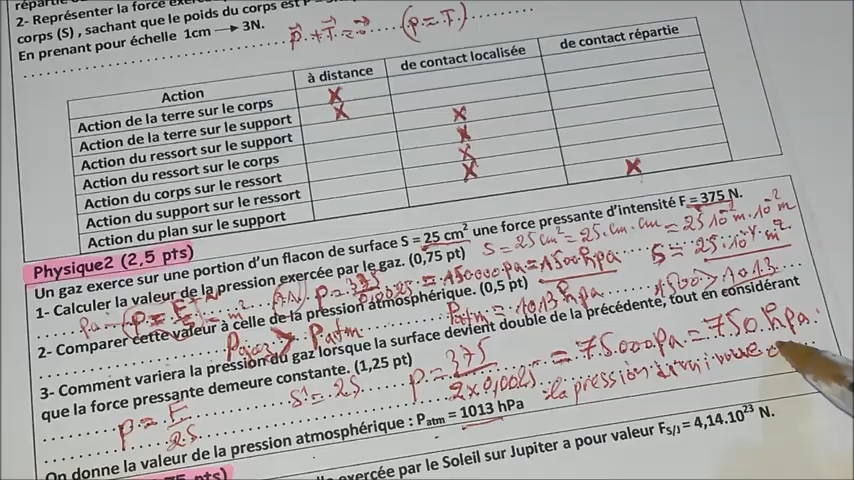 2- Représenter la force
corps (S) , sachant que le poids du corps est P
En prenant pour échelle 1cm → 3N.
P + T = (P = T)
Action
à distance
de contact localisée
de contact répartie
Action de la terre sur le corps X
Action de la terre sur le support X
Action du ressort sur le support X
Action du ressort sur le corps X
Action du corps sur le ressort X
Action du support sur le ressort X
Action du plan sur le support X
Physique2 (2,5 pts)
Un gaz exerce sur une portion d'un flacon de surface S = 25 cm² une force pressante d'intensité F = 375 N.
1- Calculer la valeur de la pression exercée par le gaz. (0,75 pt)
S = 25 cm² = 25. cm. cm = 25 10⁻² m. 10⁻² m
S = 25.10⁻⁴ m²
P = 375 / 0,0025 = 150000 pa = 1500 hpa
2- Comparer cette valeur à celle de la pression atmosphérique. (0,5 pt)
Pgaz > Patm
Patm = 1013 hpa
1500 > 1013
3- Comment variera la pression du gaz lorsque la surface devient double de la précédente, tout en considérant
que la force pressante demeure constante. (1,25 pt)
P = F / 2S
S' = 2S
P = 375 / 2 x 0,0025 = 75.000 pa = 750. hpa.
la pression diminue
On donne la valeur de la pression atmosphérique : Patm = 1013 hPa
exercée par le Soleil sur Jupiter a pour valeur FS/J = 4,14.10²³ N.